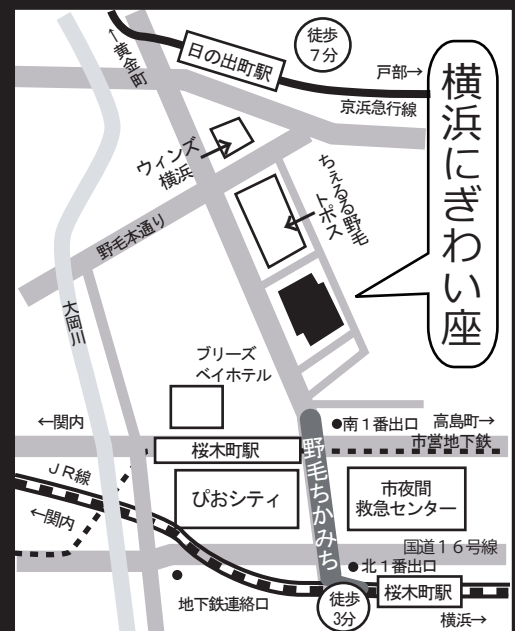 ←黄金町
日の出町駅
徒歩
7分
戸部→
京浜急行線
横浜にぎわい座
ウィンズ
横浜
ちぇるる野毛
トポス
野毛本通り
大岡川
ブリーズ
ベイホテル
●南1番出口
高島町→
←関内
市営地下鉄
桜木町駅
野毛ちかみち
JR線
←関内
ぴおシティ
市夜間
救急センター
国道16号線
●北1番出口
地下鉄連絡口
徒歩
3分
桜木町駅
横浜→